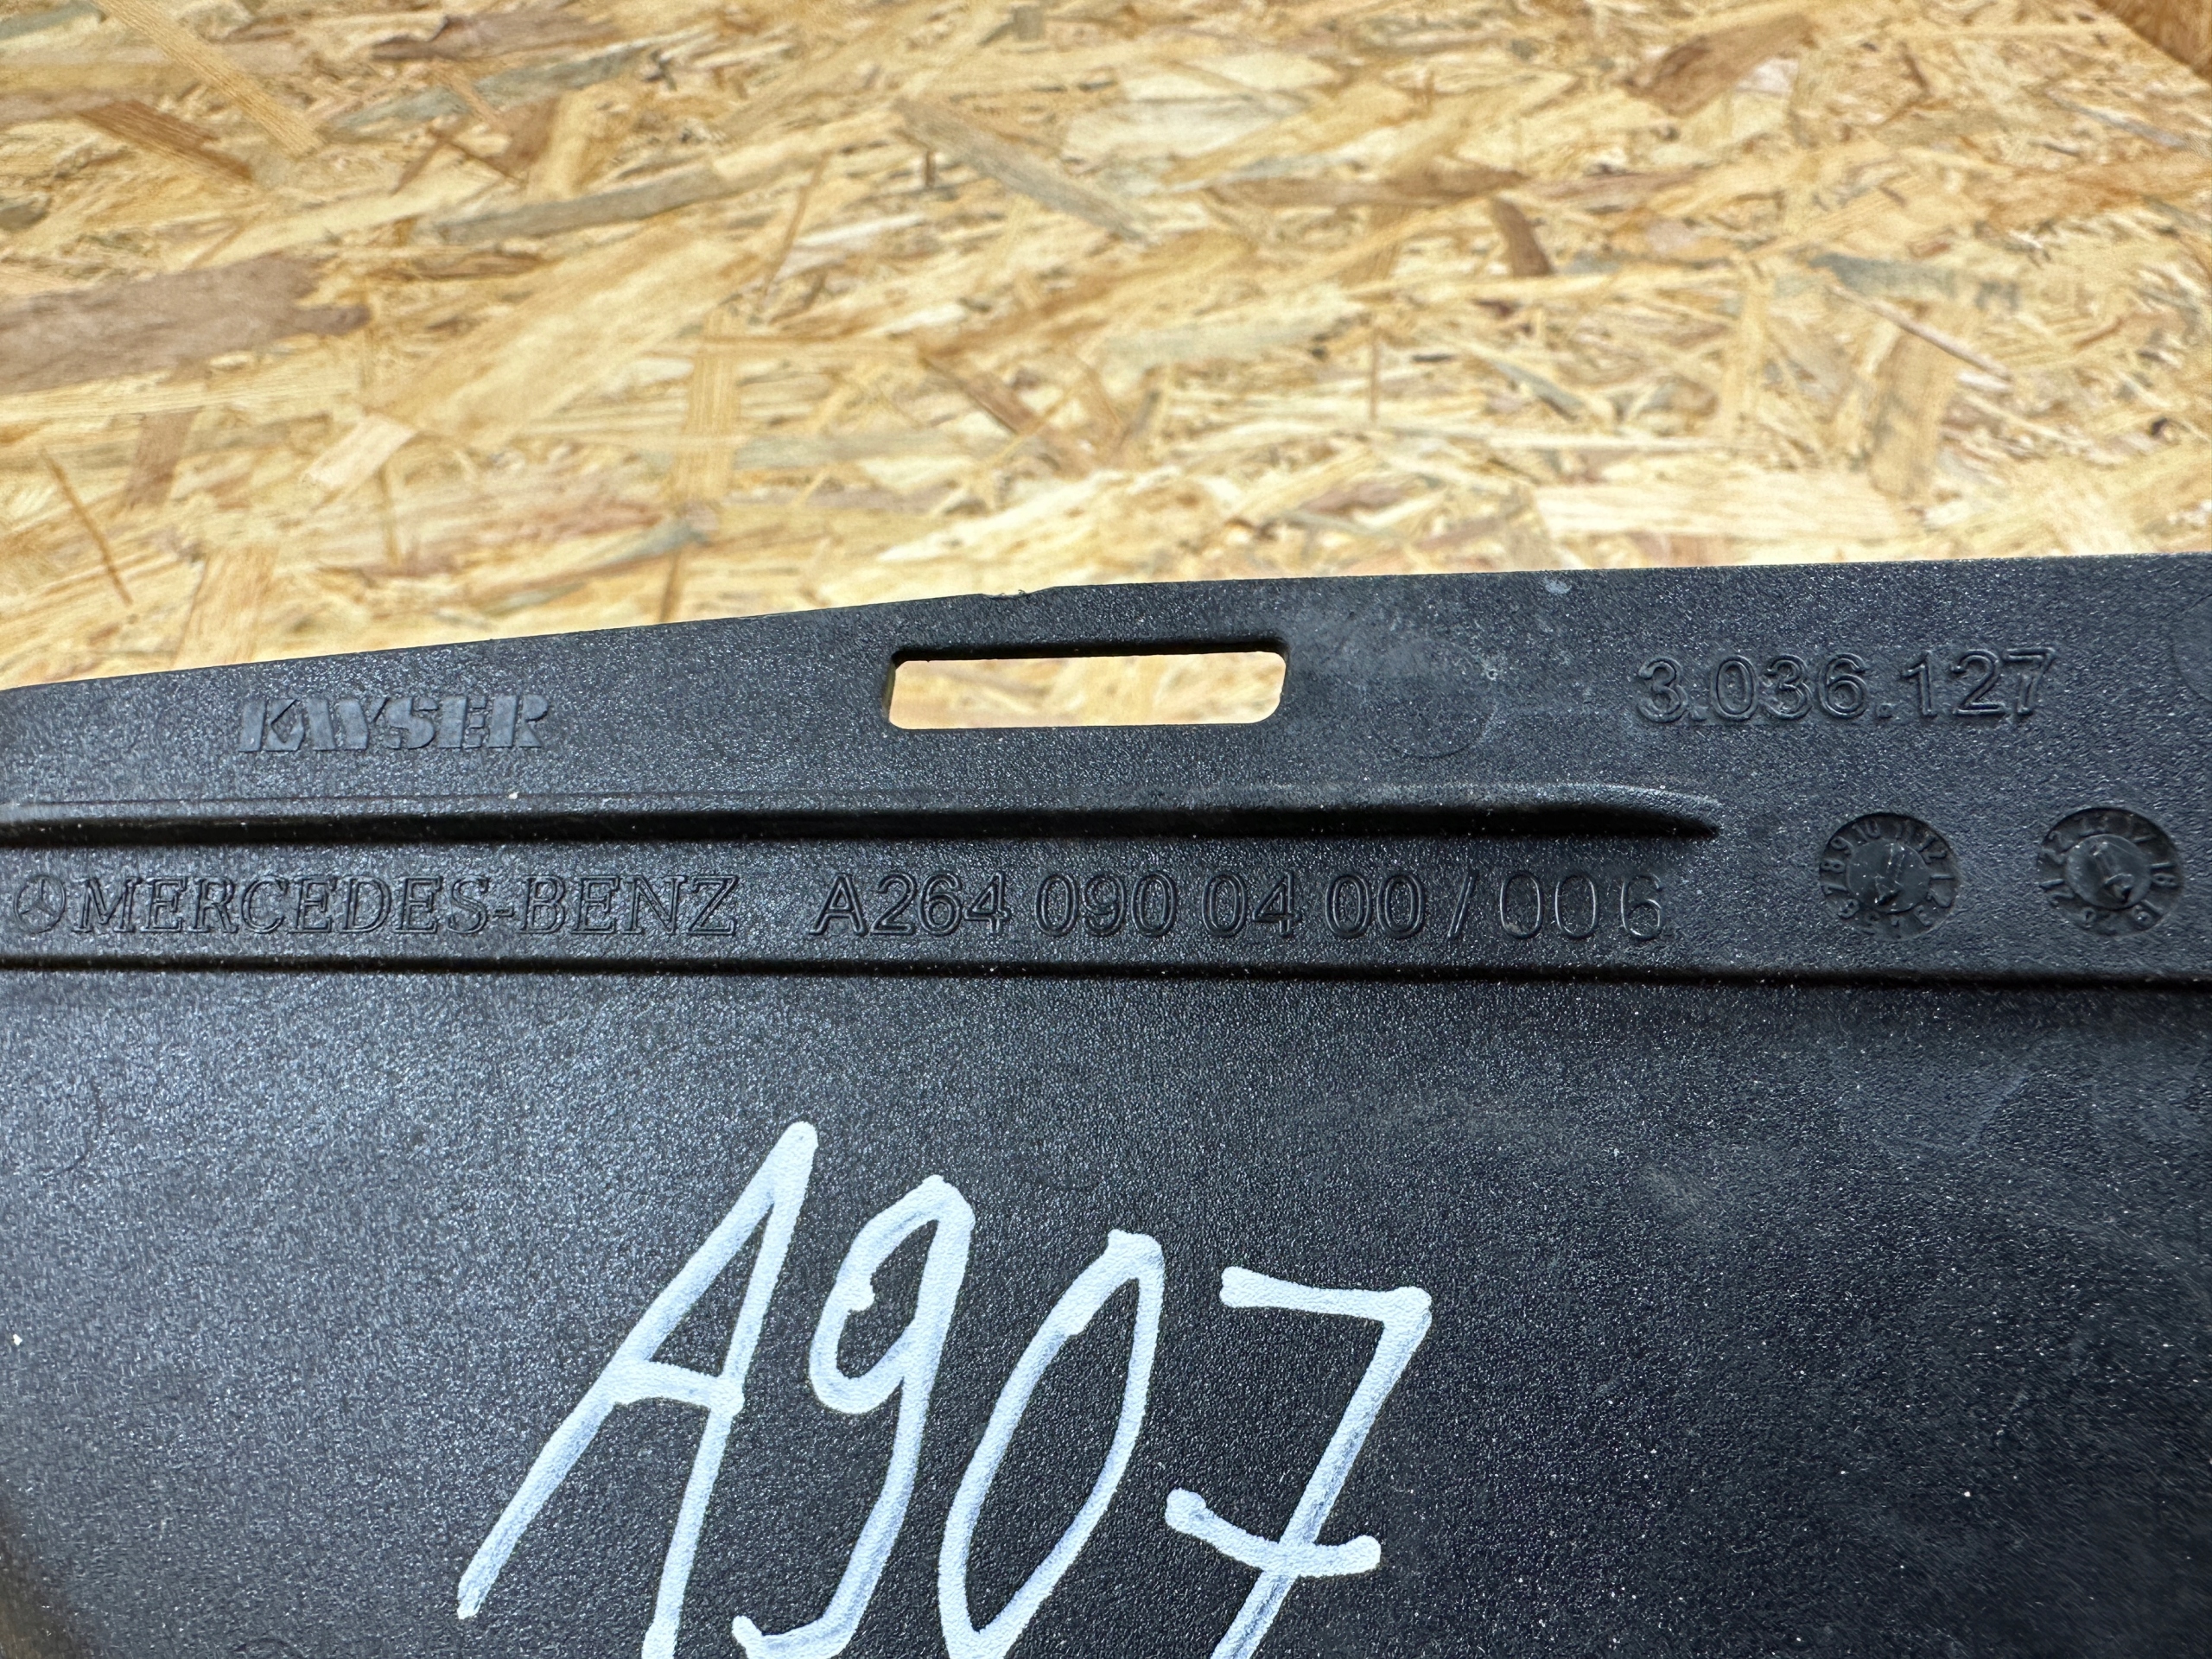 KAYSER
3.036.127
MERCEDES-BENZ A264 090 04 00 / 006
A907